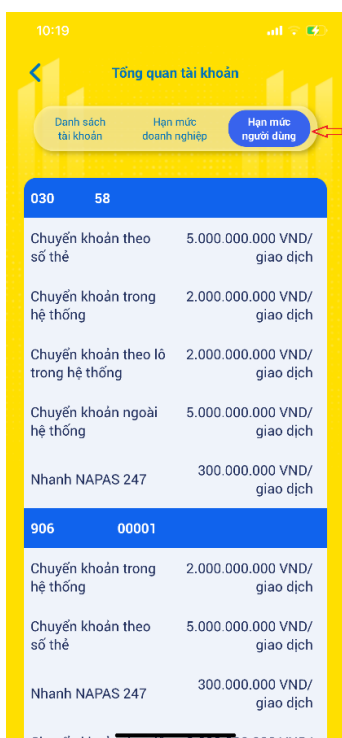 10:19
Tổng quan tài khoản
Danh sách
tài khoản
Hạn mức
doanh nghiệp
Hạn mức
người dùng
030 58
Chuyển khoản theo
số thẻ
5.000.000.000 VND/
giao dịch
Chuyển khoản trong
hệ thống
2.000.000.000 VND/
giao dịch
Chuyển khoản theo lô
trong hệ thống
2.000.000.000 VND/
giao dịch
Chuyển khoản ngoài
hệ thống
5.000.000.000 VND/
giao dịch
Nhanh NAPAS 247
300.000.000 VND/
giao dịch
906 00001
Chuyển khoản trong
hệ thống
2.000.000.000 VND/
giao dịch
Chuyển khoản theo
số thẻ
5.000.000.000 VND/
giao dịch
Nhanh NAPAS 247
300.000.000 VND/
giao dịch